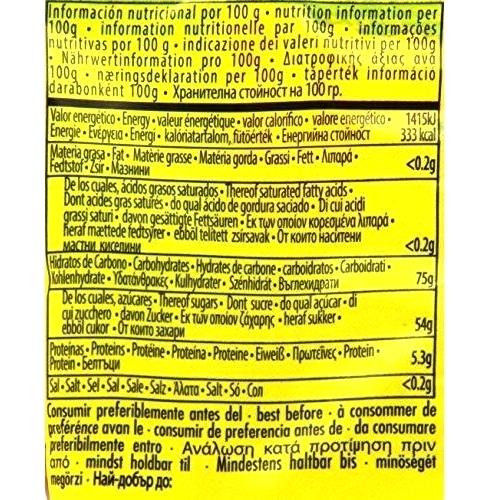 Información nutricional por 100 g · nutrition information per
100g · information nutritionelle par 100g · informações
nutritivas por 100 g · indicazione dei valeri nutritivi per 100g
· Nährwertinformation pro 100g · Διατροφικής άξιας ανά
100g · næringsdeklaration per 100g · tápérték információ
darabonként 100g · Хранителна стойност на 100 гр.
Valor energético · Energy · valeur énergétique · valor calorífico · valore energético ·
Energie · Ενέργεια · Energi · kalóriatartalom, fűtőérték · Енергийна стойност
1415kJ
333 kcal
Materia grasa · Fat · Matèrie grasse · Matéria gorda · Grassi · Fett · Λιπαρά ·
Fedtstof · Zsír · Мазнини
<0.2g
De los cuales, ácidos grasos saturados · Thereof saturated fatty acids ·
Dont acides gras saturés · do qual ácido de gordura saciado · Di cui acidi
grassi saturi · davon gesättigte Fettsäuren · Εκ των οποίον κορεσμένα λιπαρά ·
heraf mættede fedtsyrer · ebből telített zsírsavak · От които наситени
мастни киселини
<0.2g
Hidratos de Carbono · Carbohydrates · Hydrates de carbone · carboidratos · Carboidrati ·
Kohlenhydrate · Υδατάνθρακες · Kulhydrater · Szénhidrát · Въглехидрати
75g
De los cuales, azúcares · Thereof sugars · Dont sucre · do qual açúcar · di
cui zucchero · davon Zucker · Εκ των οποίον ζάχαρης · heraf sukker ·
ebből cukor · От които захари
54g
Proteínas · Proteins · Protéine · Proteína · Proteine · Eiweiß · Πρωτεΐνες · Protein ·
Protein · Белтъци
5.3g
Sal · Salt · Sel · Sal · Sale · Salz · Άλατα · Salt · Só · Сол
<0.2g
Consumir preferiblemente antes del · best before · à consommer de
préférénce avan le · consumir de preferencia antes de · da consumare
preferibilmente entro · Ανάλωση κατά προτίμηση πριν
από · mindst holdbar til · Mindestens haltbar bis · minöségét
megörzi · Най-добър до: